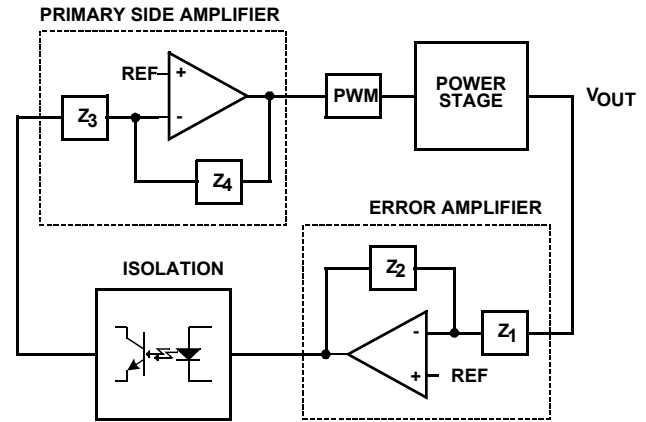 PRIMARY SIDE AMPLIFIER
REF
+
-
Z3
Z4
PWM
POWER
STAGE
VOUT
ERROR AMPLIFIER
ISOLATION
Z2
Z1
-
+
REF